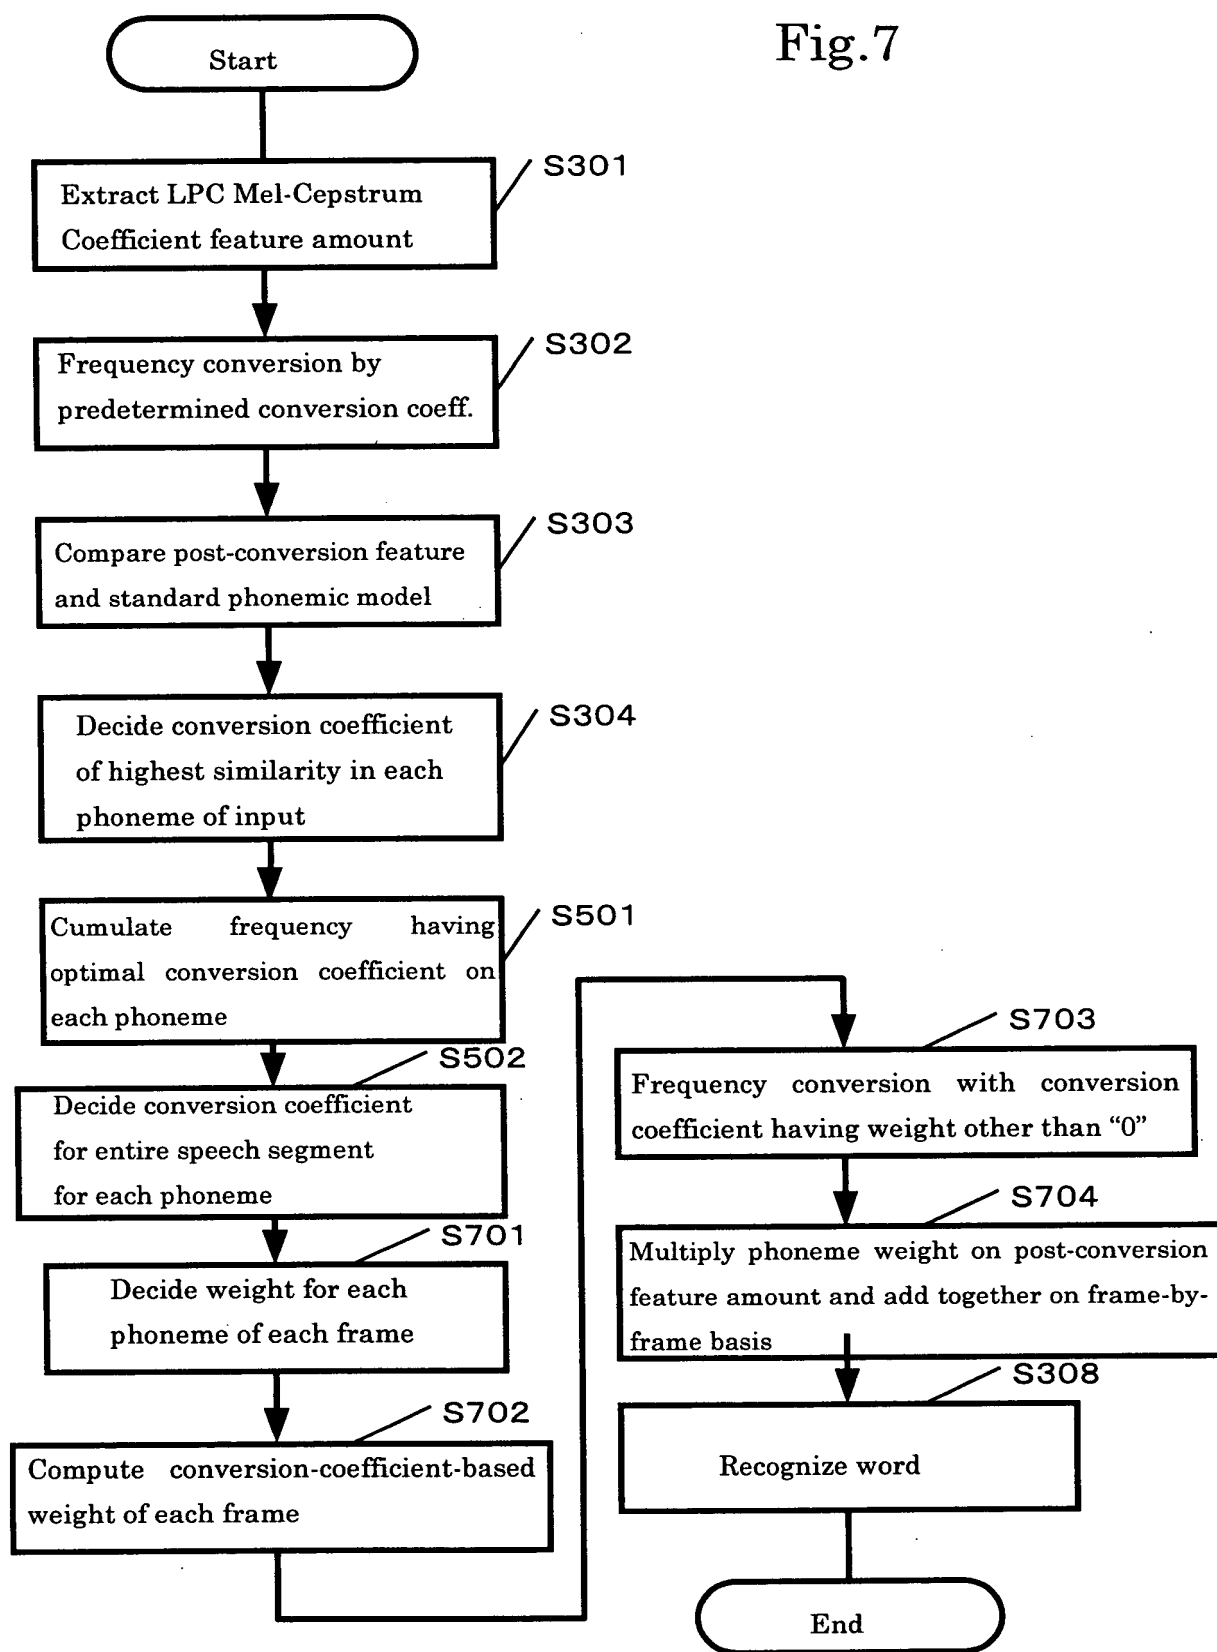 Fig.7
Start
S301
Extract LPC Mel-Cepstrum
Coefficient feature amount
S302
Frequency conversion by
predetermined conversion coeff.
S303
Compare post-conversion feature
and standard phonemic model
S304
Decide conversion coefficient
of highest similarity in each
phoneme of input
S501
Cumulate frequency having
optimal conversion coefficient on
each phoneme
S502
Decide conversion coefficient
for entire speech segment
for each phoneme
S701
Decide weight for each
phoneme of each frame
S702
Compute conversion-coefficient-based
weight of each frame
S703
Frequency conversion with conversion
coefficient having weight other than “0”
S704
Multiply phoneme weight on post-conversion
feature amount and add together on frame-by-
frame basis
S308
Recognize word
End